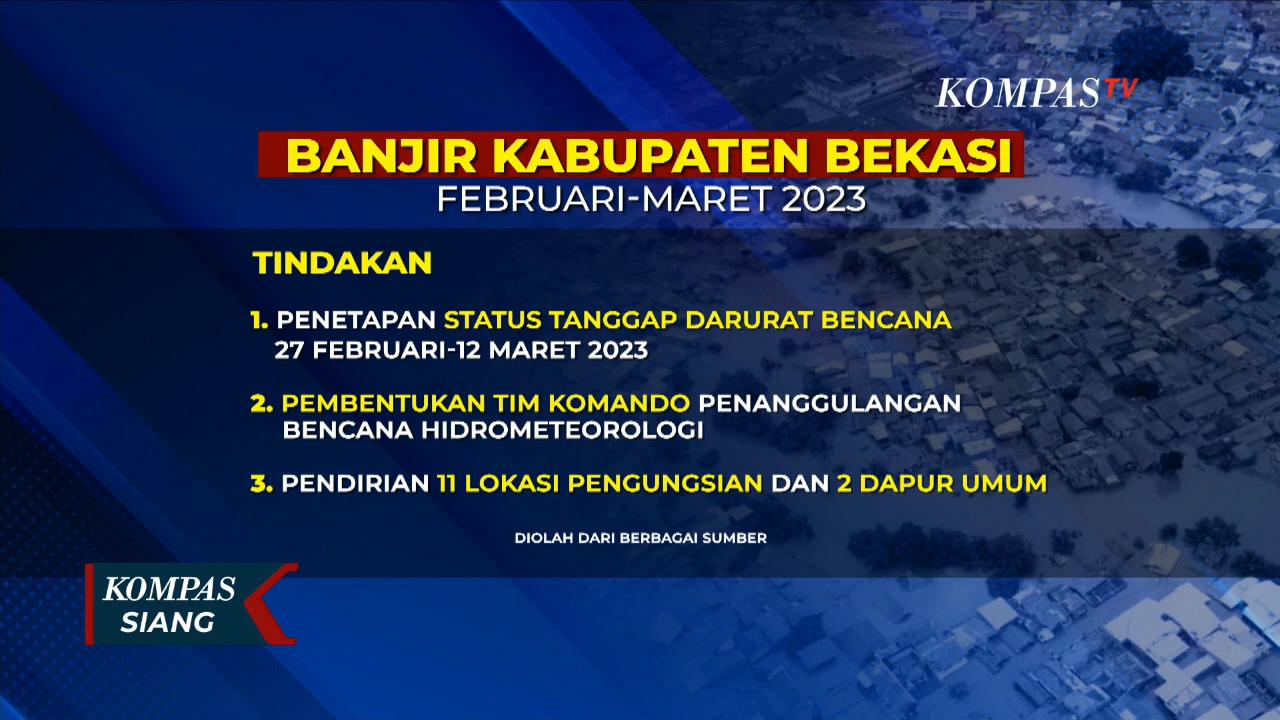 KOMPAS TV
BANJIR KABUPATEN BEKASI
FEBRUARI-MARET 2023
TINDAKAN
1. PENETAPAN STATUS TANGGAP DARURAT BENCANA
27 FEBRUARI-12 MARET 2023
2. PEMBENTUKAN TIM KOMANDO PENANGGULANGAN
BENCANA HIDROMETEOROLOGI
3. PENDIRIAN 11 LOKASI PENGUNGSIAN DAN 2 DAPUR UMUM
DIOLAH DARI BERBAGAI SUMBER
KOMPAS
SIANG